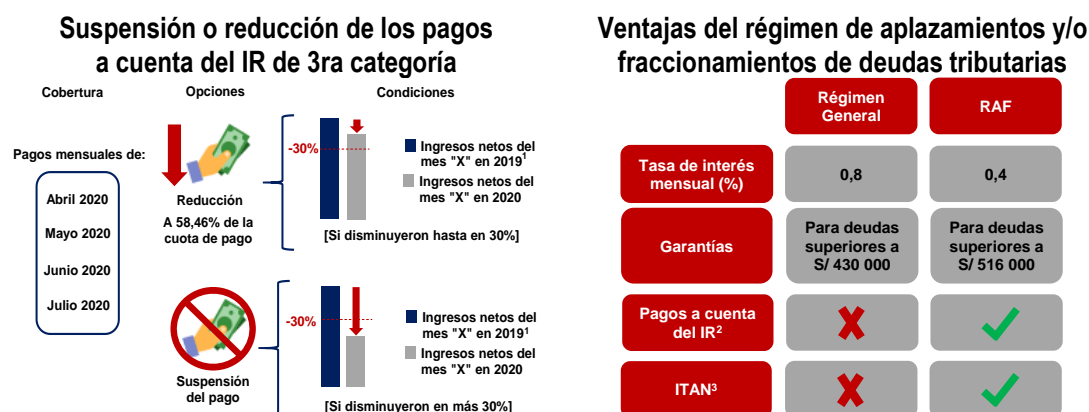 Suspensión o reducción de los pagos
a cuenta del IR de 3ra categoría
Cobertura
Opciones
Condiciones
Pagos mensuales de:
Abril 2020
Mayo 2020
Junio 2020
Julio 2020
Reducción
A 58,46% de la
cuota de pago
-30%
Ingresos netos del
mes "X" en 2019¹
Ingresos netos del
mes "X" en 2020
[Si disminuyeron hasta en 30%]
Suspensión
del pago
-30%
Ingresos netos del
mes "X" en 2019¹
Ingresos netos del
mes "X" en 2020
[Si disminuyeron en más 30%]
Ventajas del régimen de aplazamientos y/o
fraccionamientos de deudas tributarias
Régimen
General
RAF
Tasa de interés
mensual (%)
0,8
0,4
Garantías
Para deudas
superiores a
S/ 430 000
Para deudas
superiores a
S/ 516 000
Pagos a cuenta
del IR²
ITAN³